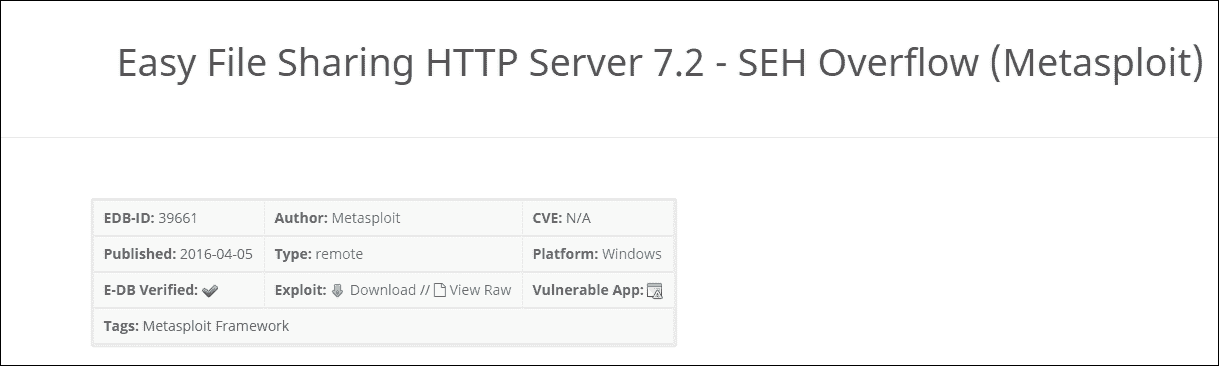 Easy File Sharing HTTP Server 7.2 - SEH Overflow (Metasploit)
EDB-ID: 39661 Author: Metasploit CVE: N/A
Published: 2016-04-05 Type: remote Platform: Windows
E-DB Verified: Exploit: Download // View Raw Vulnerable App:
Tags: Metasploit Framework